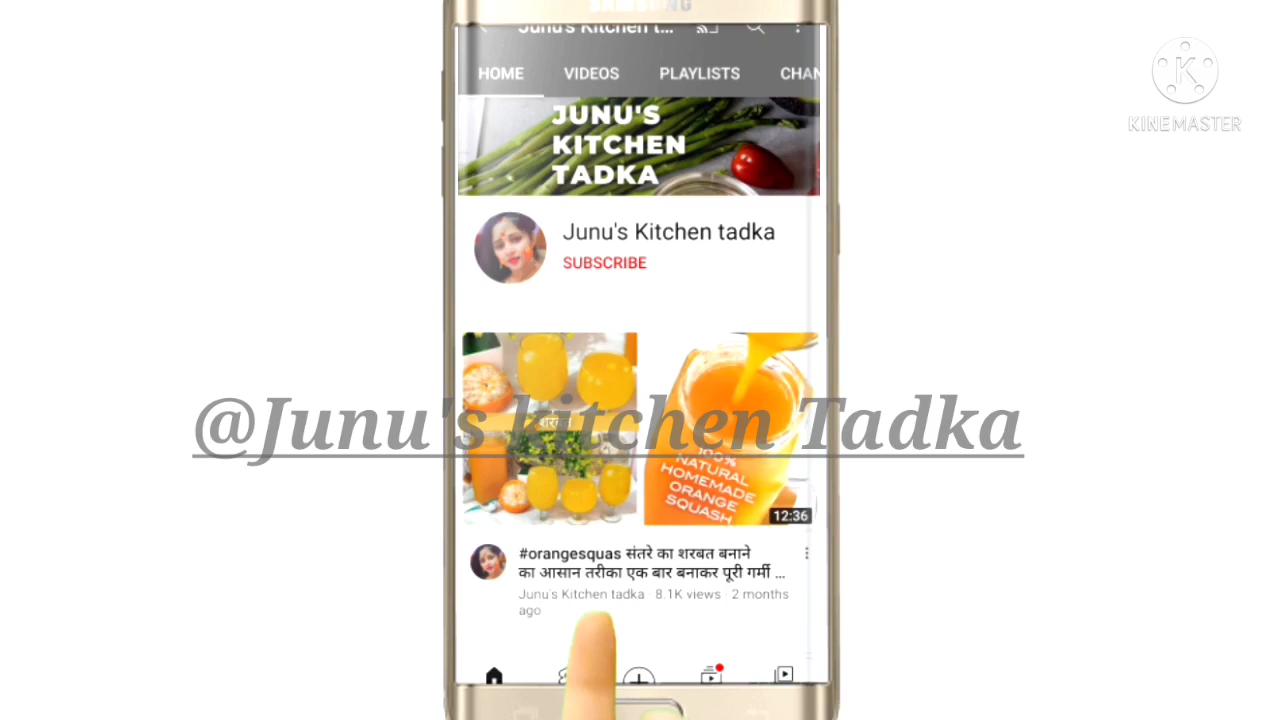 SAMSUNG
Junu's Kitchen t...
HOME VIDEOS PLAYLISTS CHAN
KINEMASTER
JUNU'S
KITCHEN
TADKA
Junu's Kitchen tadka
SUBSCRIBE
@Junu's kitchen Tadka
शरबत
100%
NATURAL
HOMEMADE
ORANGE
SQUASH
12:36
#orangesquas संतरे का शरबत बनाने
का आसान तरीका एक बार बनाकर पूरी गर्मी ...
Junu's Kitchen tadka · 8.1K views · 2 months
ago